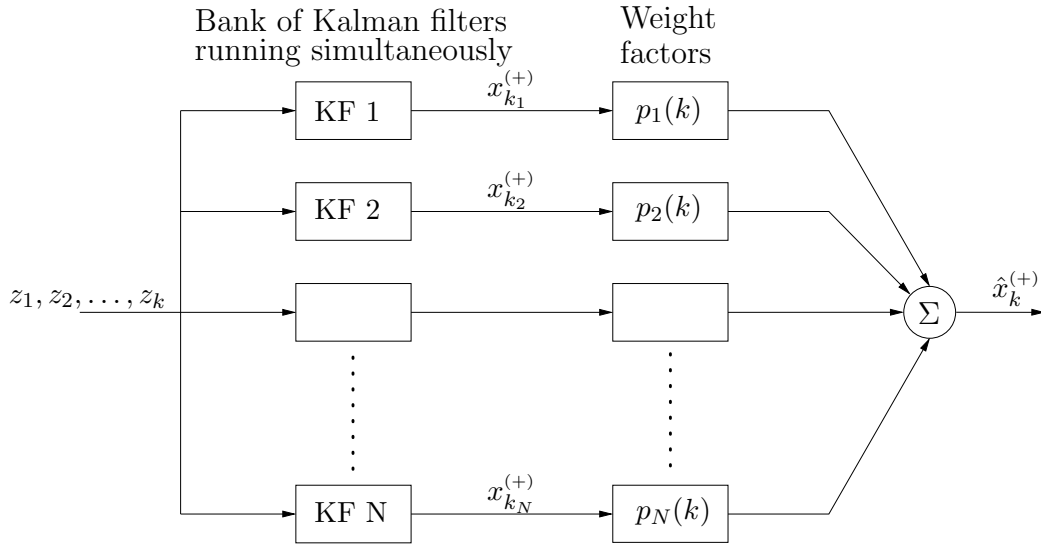 Bank of Kalman filters
running simultaneously
Weight
factors
KF 1
x_{k_1}^{(+)}
p_1(k)
KF 2
x_{k_2}^{(+)}
p_2(k)
z_1, z_2, . . . , z_k
Σ
\hat{x}_k^{(+)}
KF N
x_{k_N}^{(+)}
p_N(k)